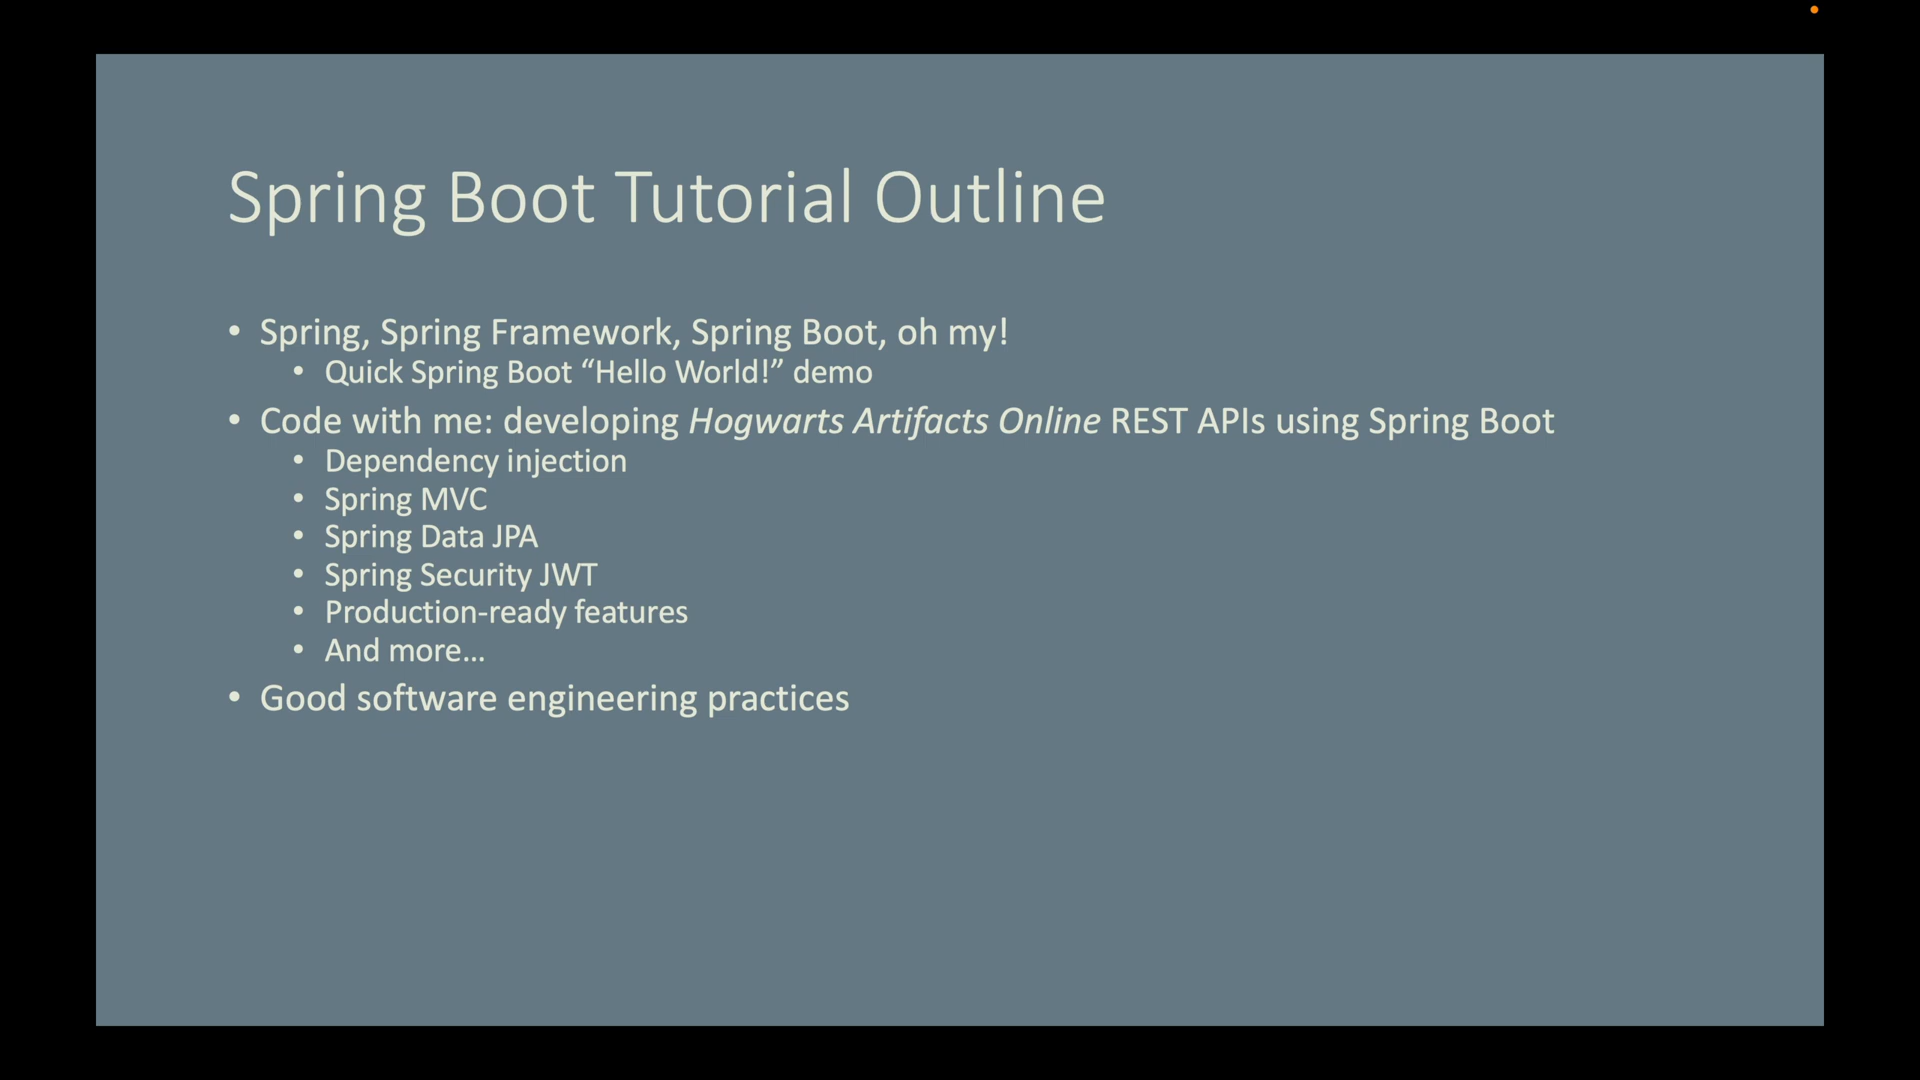 Spring Boot Tutorial Outline
• Spring, Spring Framework, Spring Boot, oh my!
• Quick Spring Boot “Hello World!” demo
• Code with me: developing Hogwarts Artifacts Online REST APIs using Spring Boot
• Dependency injection
• Spring MVC
• Spring Data JPA
• Spring Security JWT
• Production-ready features
• And more…
• Good software engineering practices